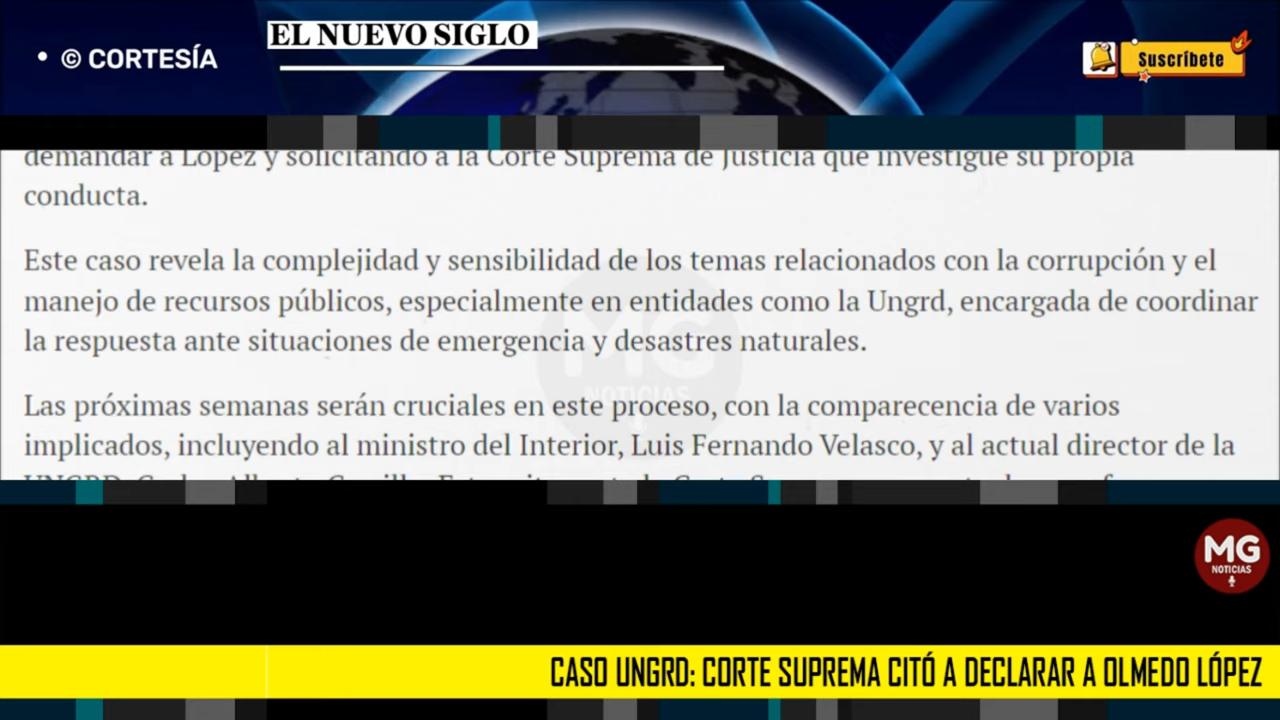 EL NUEVO SIGLO
• © CORTESÍA
Suscríbete
demandar a López y solicitando a la Corte Suprema de Justicia que investigue su propia
conducta.
Este caso revela la complejidad y sensibilidad de los temas relacionados con la corrupción y el
manejo de recursos públicos, especialmente en entidades como la Ungrd, encargada de coordinar
la respuesta ante situaciones de emergencia y desastres naturales.
Las próximas semanas serán cruciales en este proceso, con la comparecencia de varios
implicados, incluyendo al ministro del Interior, Luis Fernando Velasco, y al actual director de la
MG
NOTICIAS
MG
NOTICIAS
CASO UNGRD: CORTE SUPREMA CITÓ A DECLARAR A OLMEDO LÓPEZ